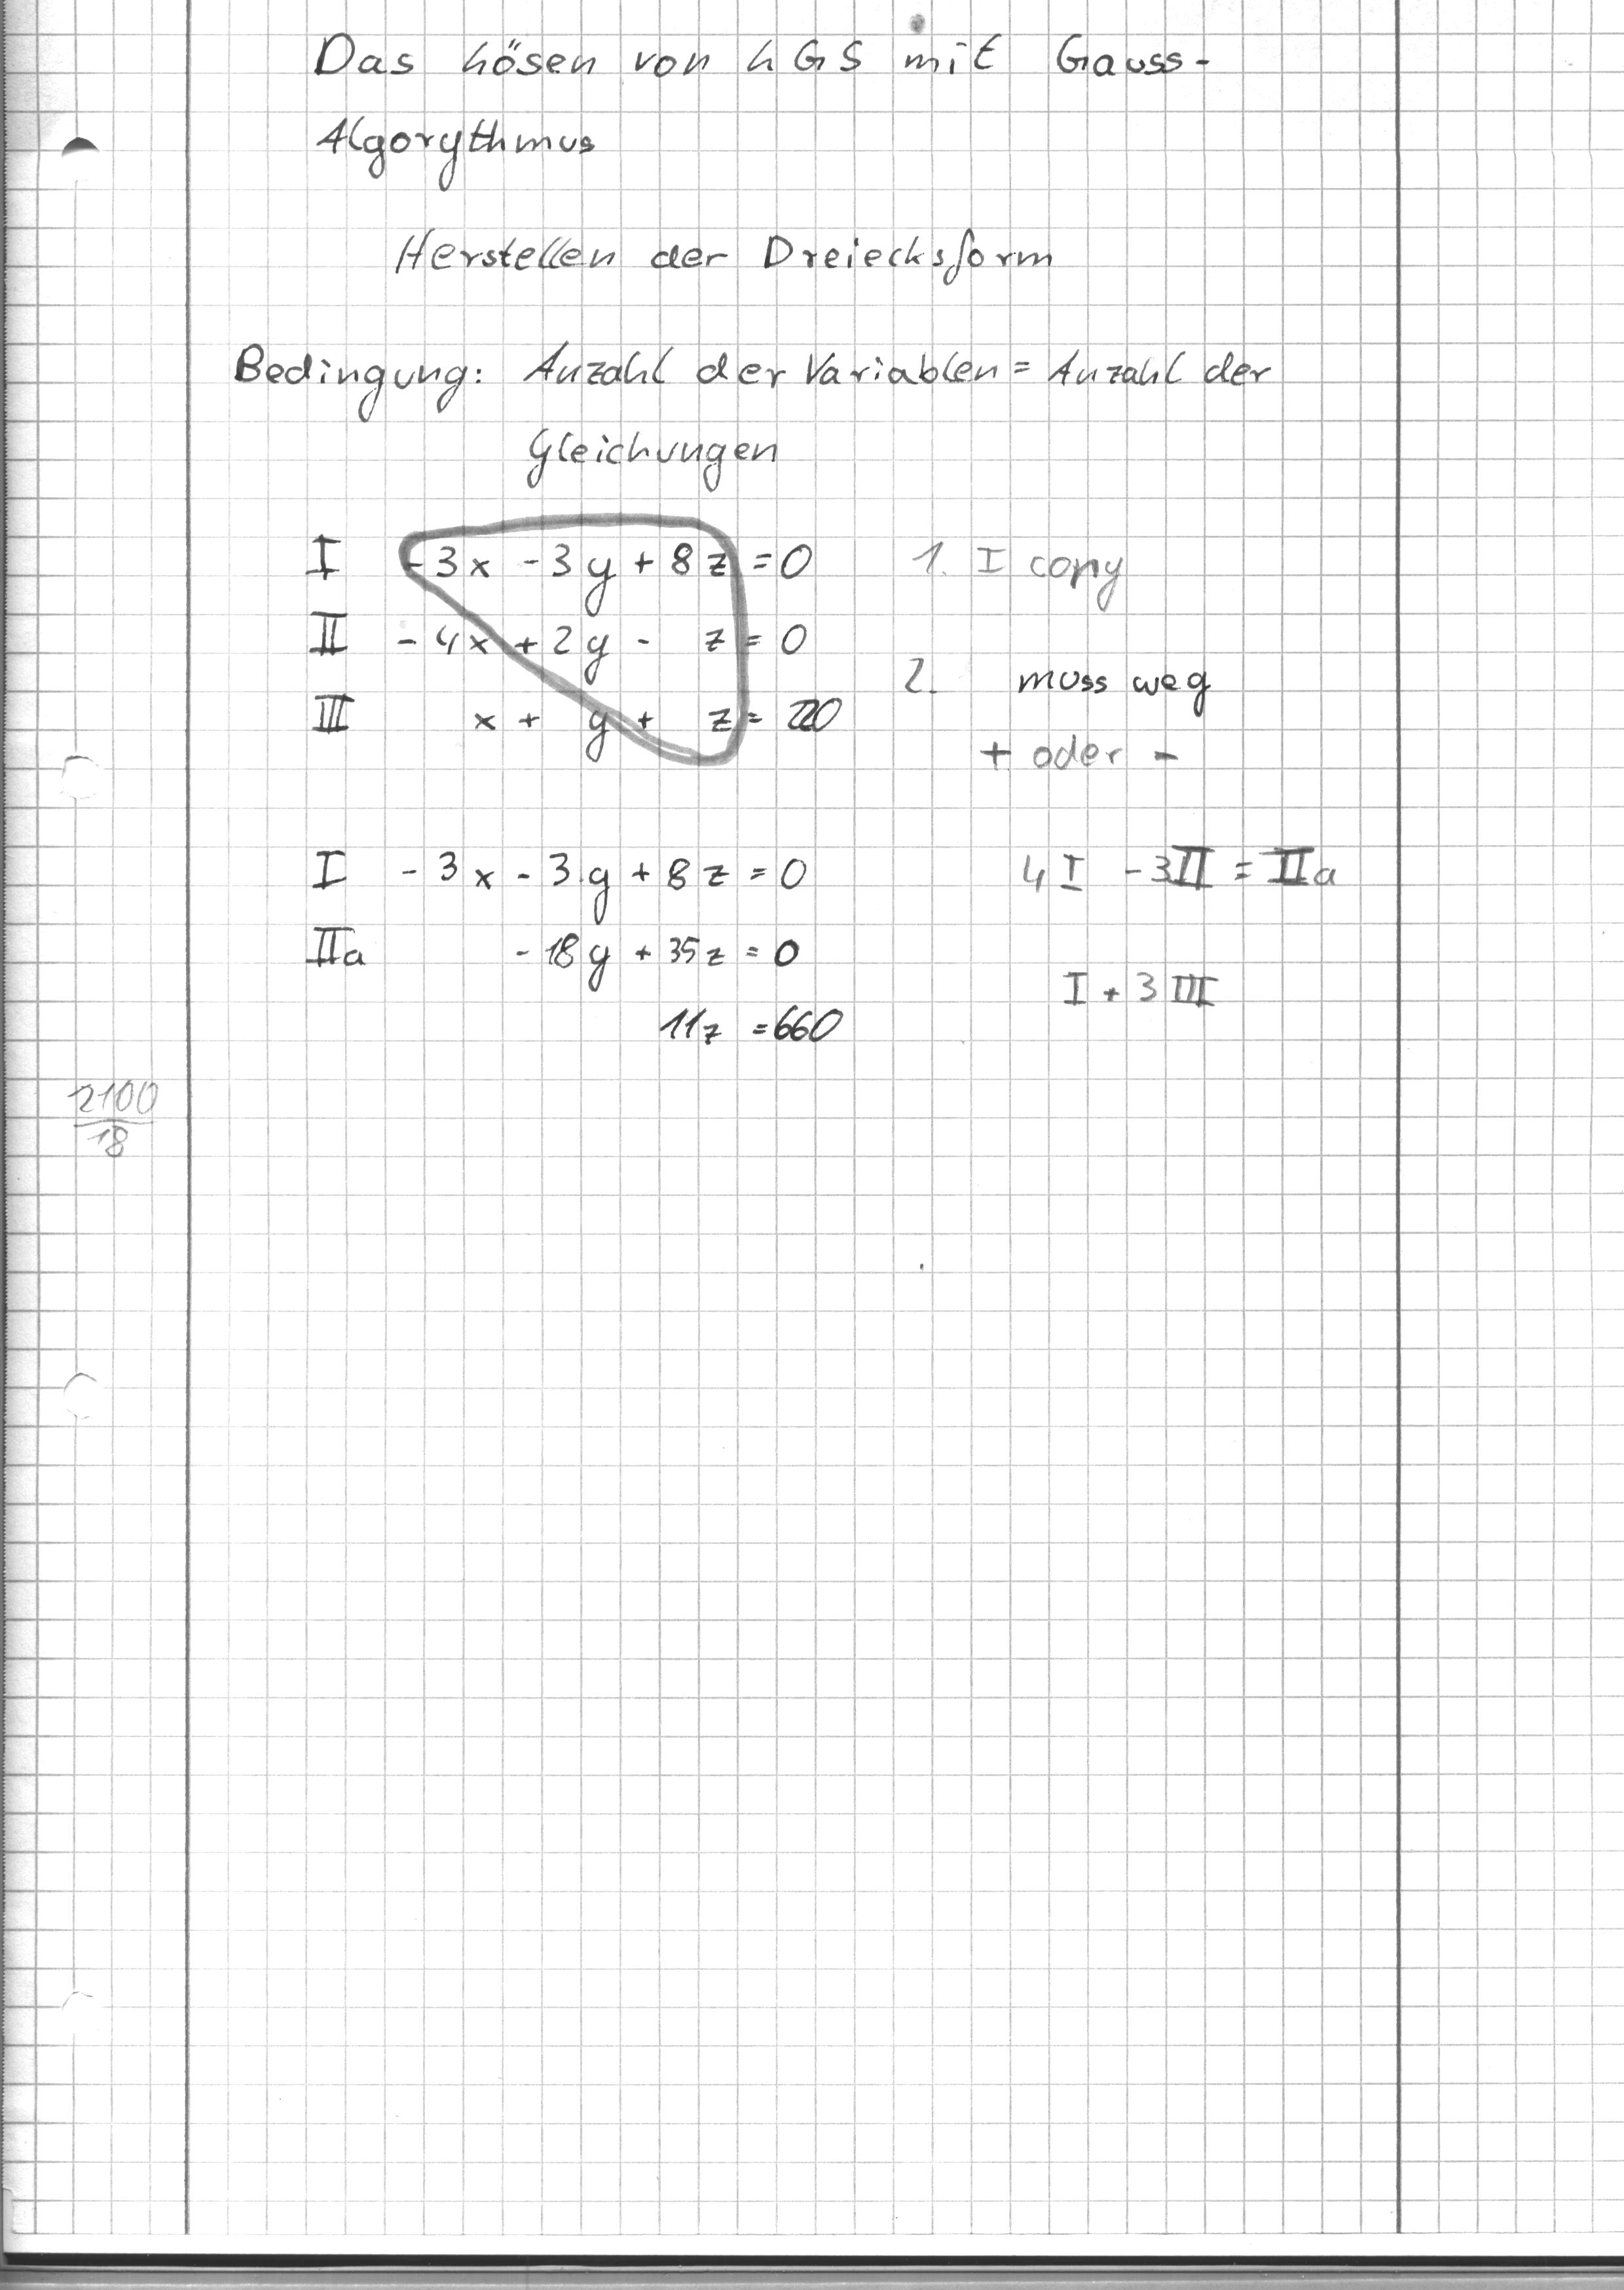 Das Lösen von LGS mit Gauss-
Algorythmus
Herstellen der Dreiecksform
Bedingung: Anzahl der Variablen = Anzahl der
Gleichungen
I -3x -3y + 8z = 0 1. I copy
II -4x + 2y - z = 0
2. muss weg
III x + y + z = 220
+ oder -
I -3x - 3y + 8z = 0 4I -3II = IIa
IIa -18y + 35z = 0
I + 3III
11z = 660
2100
18